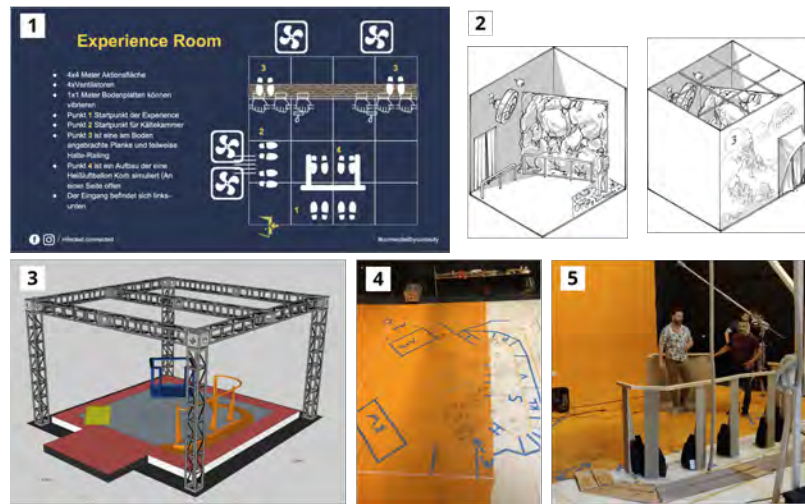 1
Experience Room
4x4 Meter Aktionsfläche
4xVentilatoren
1x1 Meter Bodenplatten können
vibrieren
Punkt 1 Startpunkt der Experience
Punkt 2 Startpunkt für Kältekammer
Punkt 3 ist eine am Boden
angebrachte Planke und teilweise
Halte-Railing
Punkt 4 ist ein Aufbau der eine
Heißluftballon Korb simuliert (An
einer Seite offen
Der Eingang befindet sich links-
unten
3
3
2
4
1
2
3
3
4
5